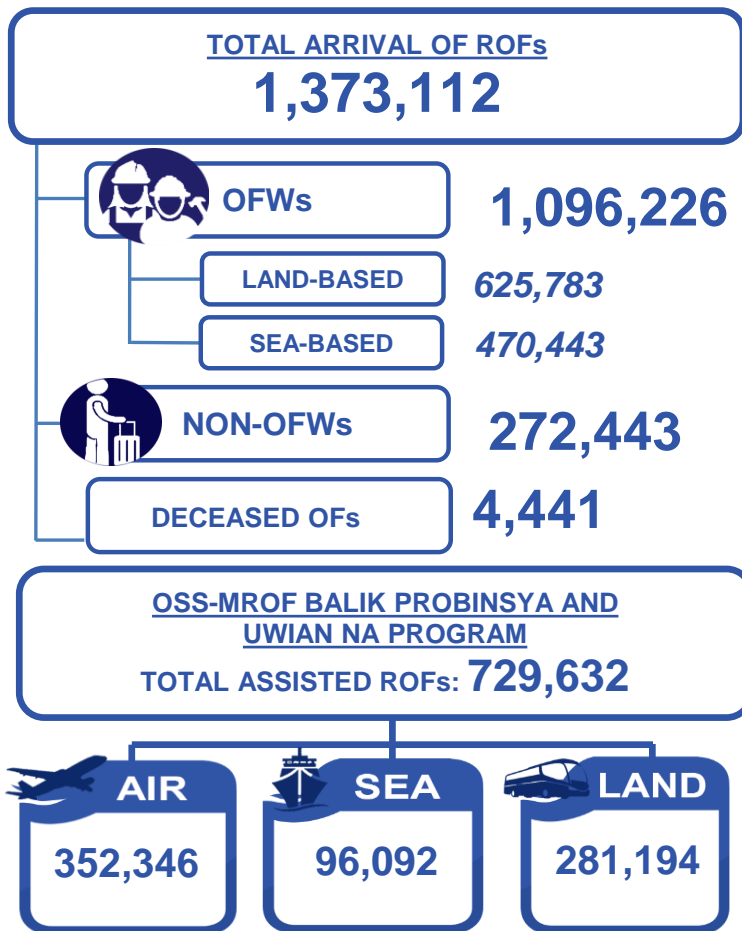 TOTAL ARRIVAL OF ROFs
1,373,112
OFWs 1,096,226
LAND-BASED 625,783
SEA-BASED 470,443
NON-OFWs 272,443
DECEASED OFs 4,441
OSS-MROF BALIK PROBINSYA AND
UWIAN NA PROGRAM
TOTAL ASSISTED ROFs: 729,632
AIR
352,346
SEA
96,092
LAND
281,194